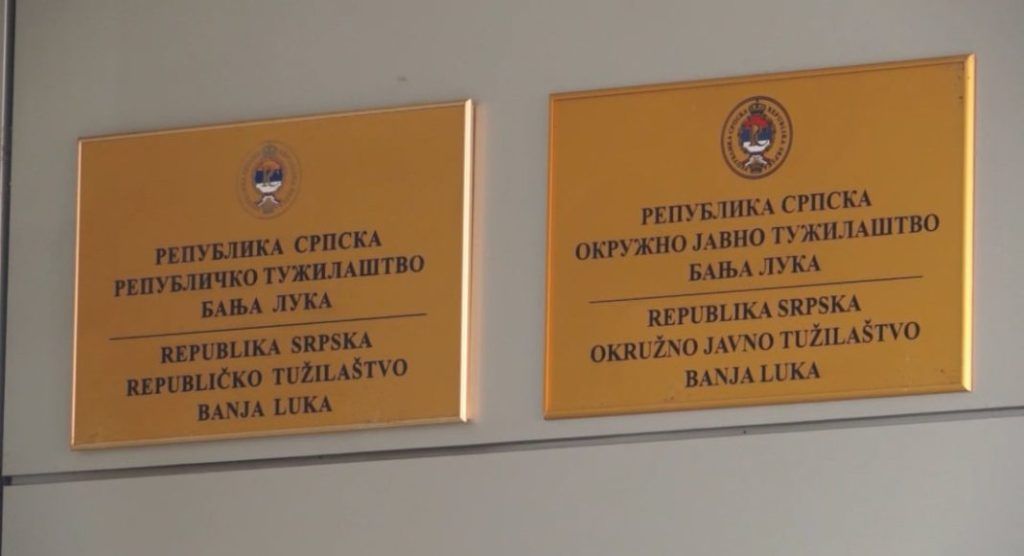 РЕПУБЛИКА СРПСКА
РЕПУБЛИЧКО ТУЖИЛАШТВО
БАЊА ЛУКА
REPUBLIKA SRPSKA
REPUBLIČKO TUŽILAŠTVO
BANJA LUKA
РЕПУБЛИКА СРПСКА
ОКРУЖНО ЈАВНО ТУЖИЛАШТВО
БАЊА ЛУКА
REPUBLIKA SRPSKA
OKRUŽNO JAVNO TUŽILAŠTVO
BANJA LUKA